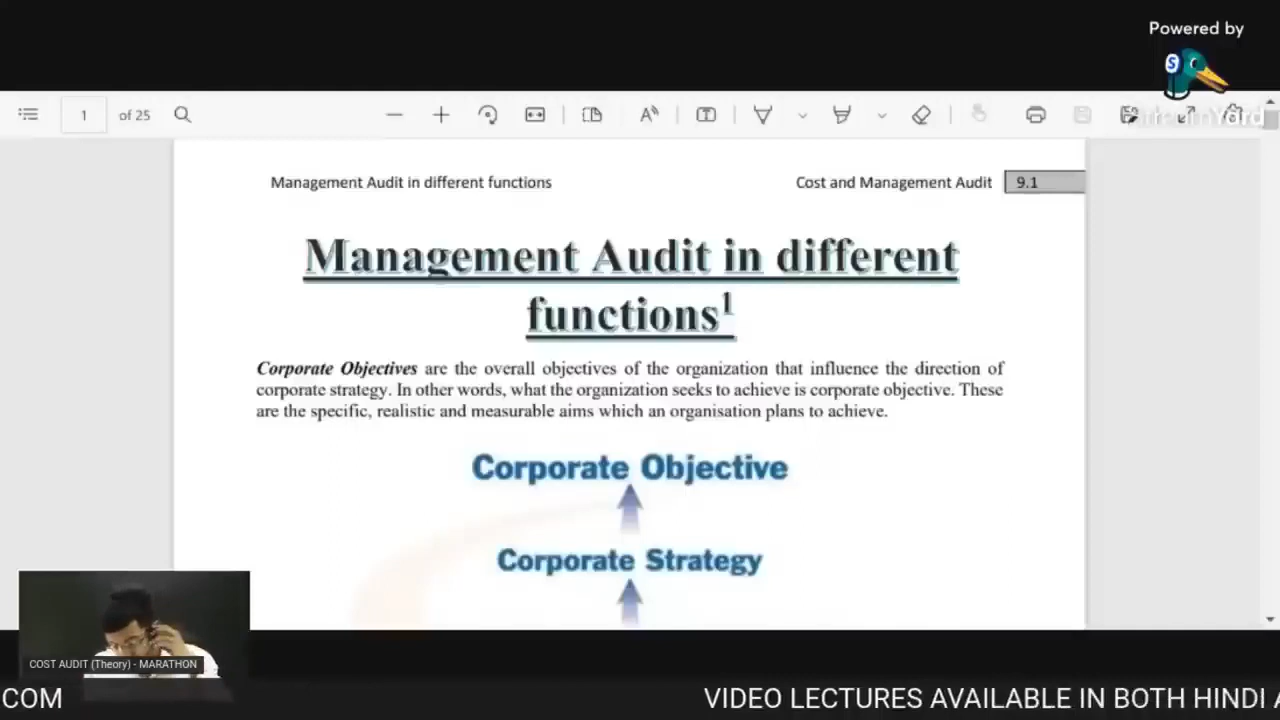 Powered by
S
1 of 25
Management Audit in different functions Cost and Management Audit 9.1
Management Audit in different
functions¹
Corporate Objectives are the overall objectives of the organization that influence the direction of
corporate strategy. In other words, what the organization seeks to achieve is corporate objective. These
are the specific, realistic and measurable aims which an organisation plans to achieve.
Corporate Objective
Corporate Strategy
COST AUDIT (Theory) - MARATHON
COM VIDEO LECTURES AVAILABLE IN BOTH HINDI